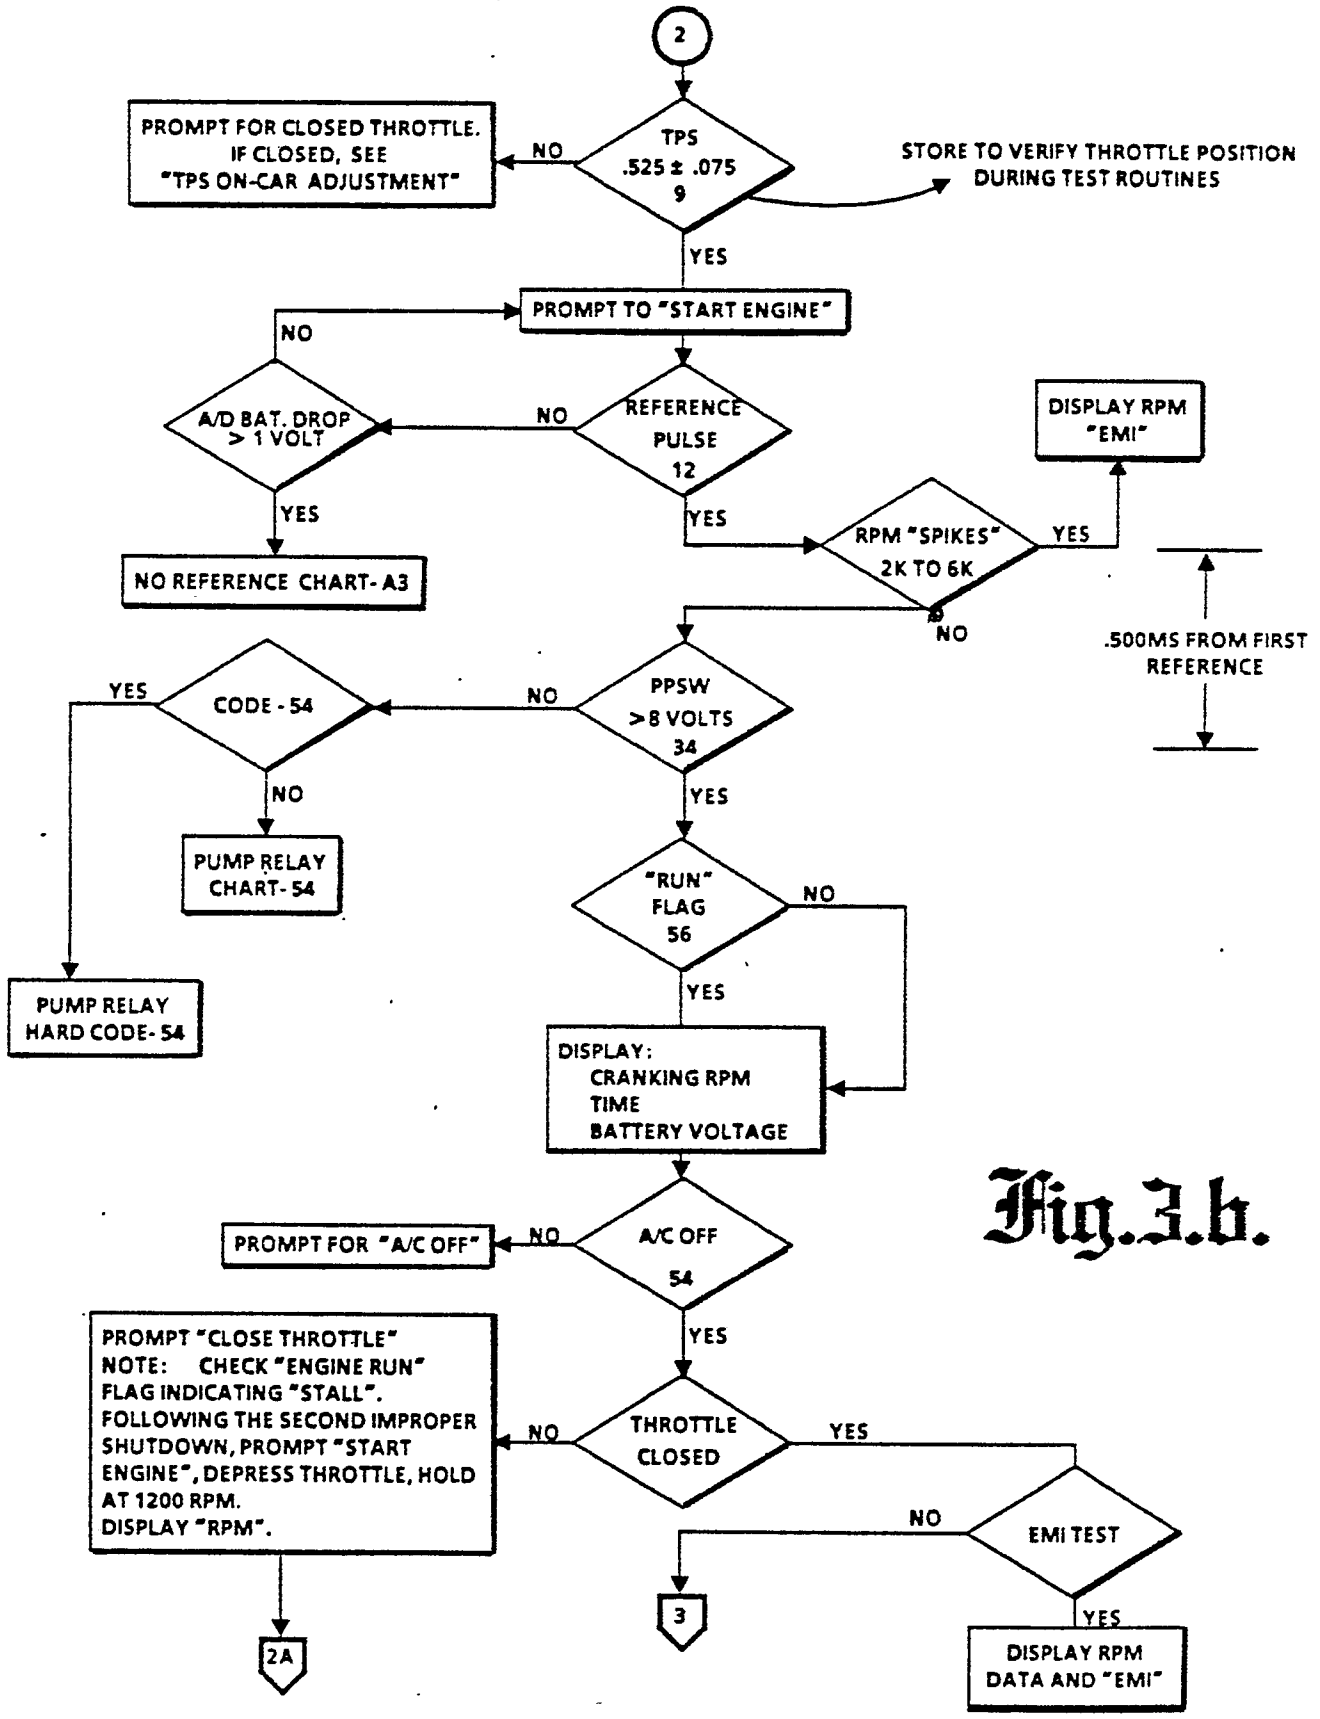 2
PROMPT FOR CLOSED THROTTLE.
IF CLOSED, SEE
"TPS ON-CAR ADJUSTMENT"
NO
TPS
.525 ± .075
9
STORE TO VERIFY THROTTLE POSITION
DURING TEST ROUTINES
YES
PROMPT TO "START ENGINE"
NO
A/D BAT. DROP
> 1 VOLT
NO
REFERENCE
PULSE
12
DISPLAY RPM
"EMI"
YES
YES
RPM "SPIKES"
2K TO 6K
YES
NO REFERENCE CHART- A3
NO
.500MS FROM FIRST
REFERENCE
YES
CODE - 54
NO
PPSW
>8 VOLTS
34
NO
YES
PUMP RELAY
CHART- 54
"RUN"
FLAG
56
NO
YES
PUMP RELAY
HARD CODE- 54
DISPLAY:
CRANKING RPM
TIME
BATTERY VOLTAGE
Fig.3.b.
PROMPT FOR "A/C OFF"
NO
A/C OFF
54
YES
PROMPT "CLOSE THROTTLE"
NOTE: CHECK "ENGINE RUN"
FLAG INDICATING "STALL".
FOLLOWING THE SECOND IMPROPER
SHUTDOWN, PROMPT "START
ENGINE", DEPRESS THROTTLE, HOLD
AT 1200 RPM.
DISPLAY "RPM".
NO
THROTTLE
CLOSED
YES
NO
EMI TEST
3
YES
2A
DISPLAY RPM
DATA AND "EMI"